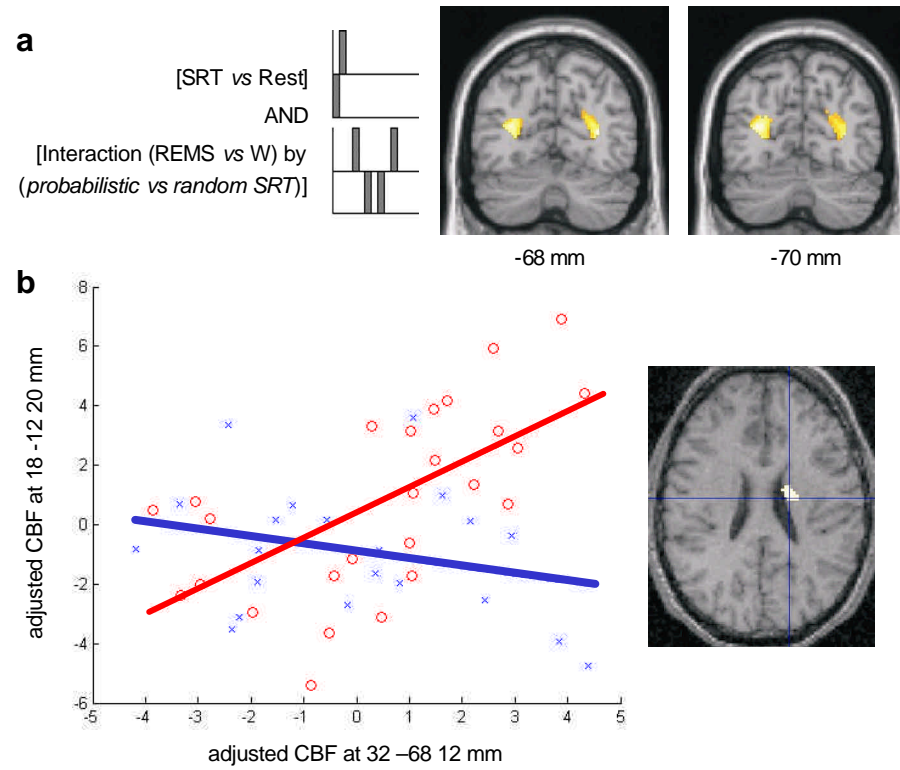 a
[SRT vs Rest]
AND
[Interaction (REMS vs W) by
(probabilistic vs random SRT)]
-68 mm
-70 mm
b
8
6
4
2
0
-2
-4
-6
-5
-4
-3
-2
-1
0
1
2
3
4
5
adjusted CBF at 18 -12 20 mm
adjusted CBF at 32 –68 12 mm